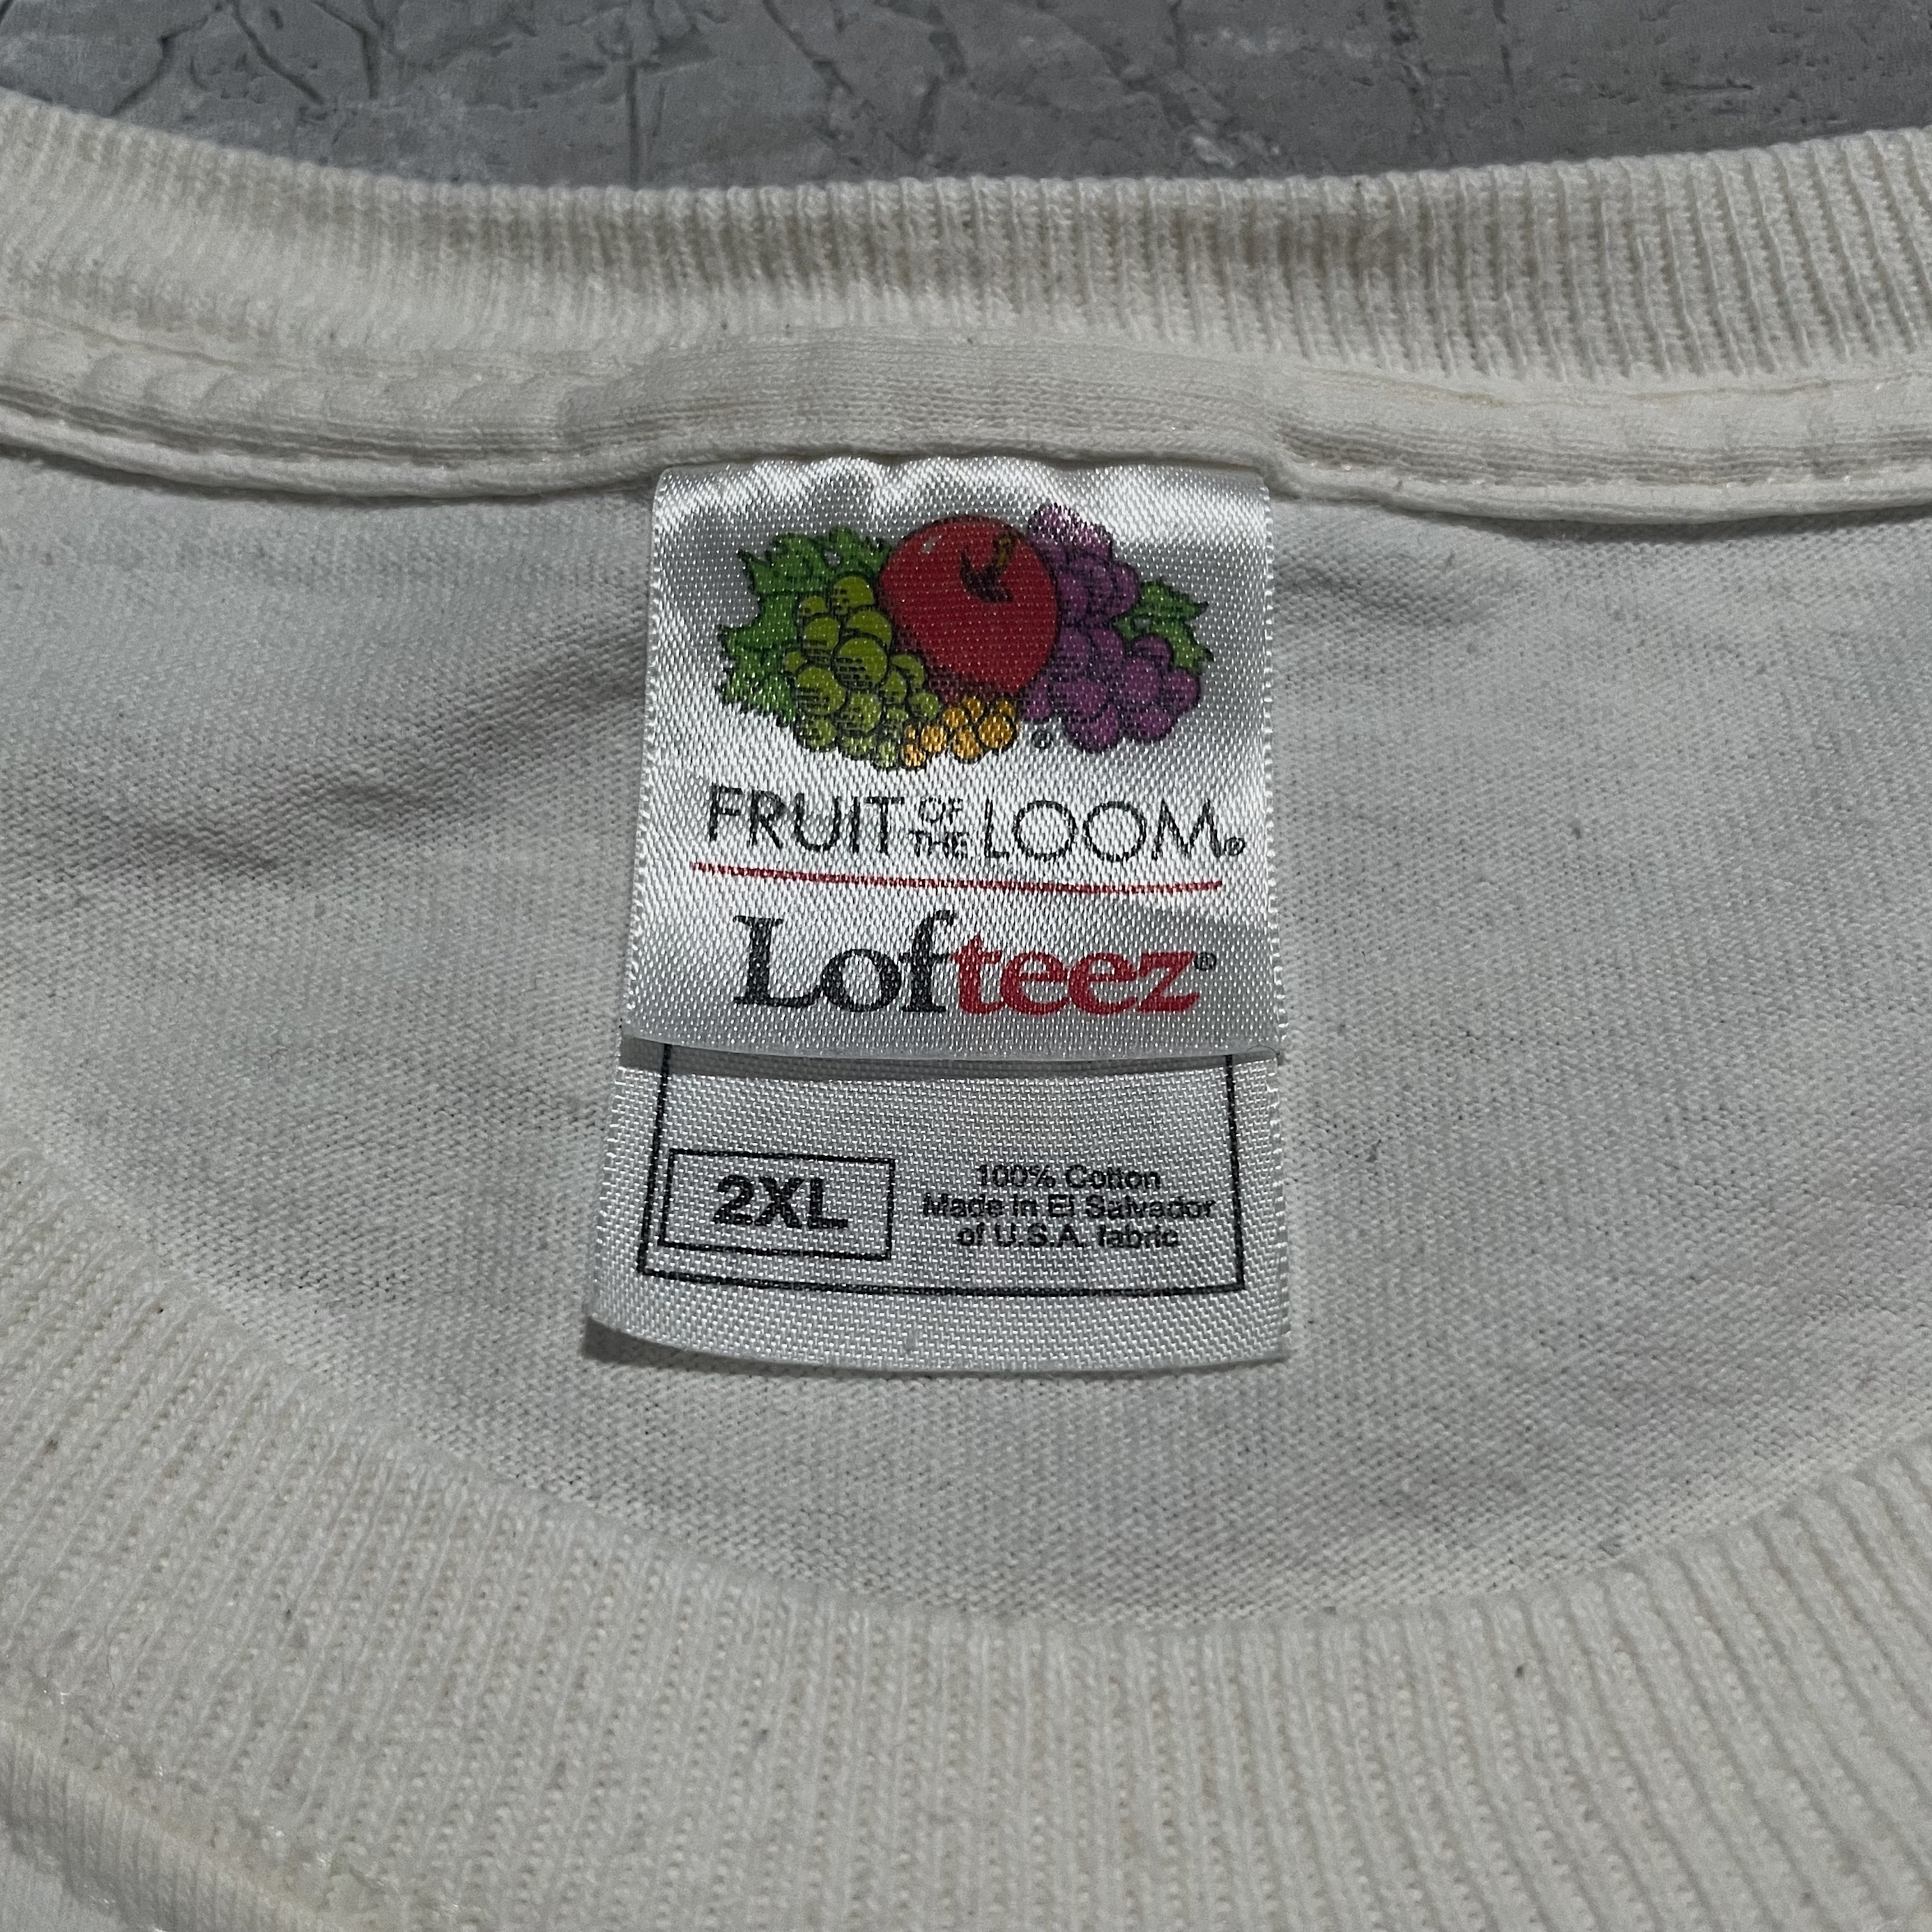 FRUIT OF THE LOOM®
Lofteez®
2XL
100% Cotton
Made in El Salvador
of U.S.A. fabric